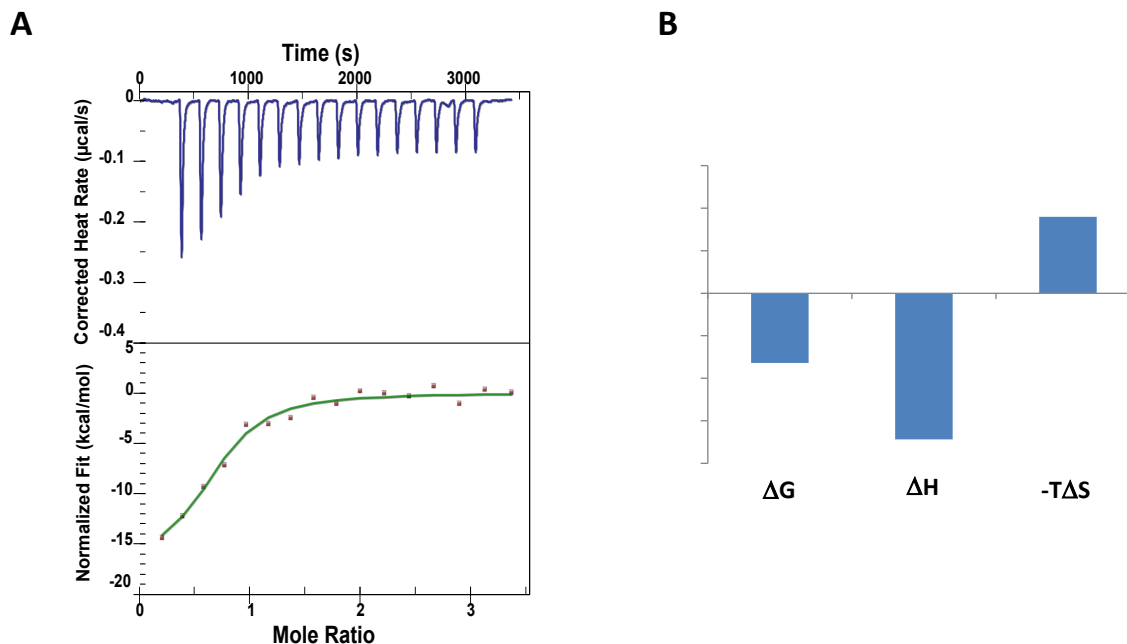 A
B
Time (s)
0 1000 2000 3000
Corrected Heat Rate (µcal/s)
0
-0.1
-0.2
-0.3
-0.4
Normalized Fit (kcal/mol)
5
0
-5
-10
-15
-20
0 1 2 3
Mole Ratio
ΔG ΔH -TΔS